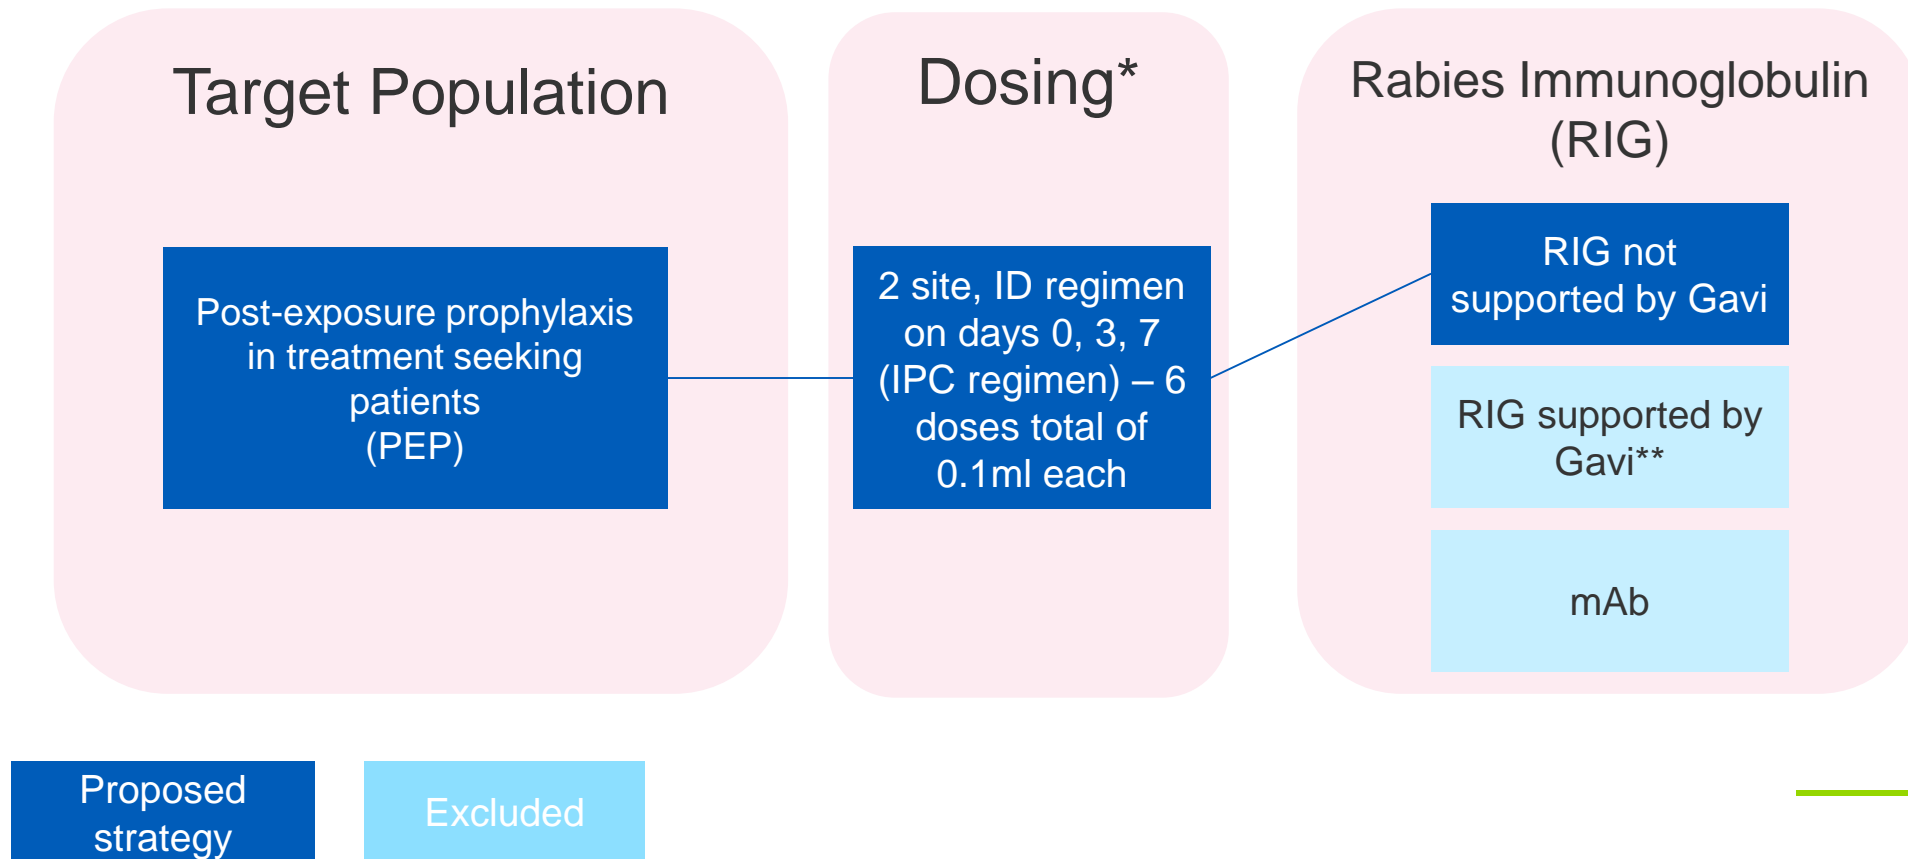 Target Population
Post-exposure prophylaxis
in treatment seeking
patients
(PEP)
Dosing*
2 site, ID regimen
on days 0, 3, 7
(IPC regimen) – 6
doses total of
0.1ml each
Rabies Immunoglobulin
(RIG)
RIG not
supported by Gavi
RIG supported by
Gavi**
mAb
Proposed
strategy
Excluded